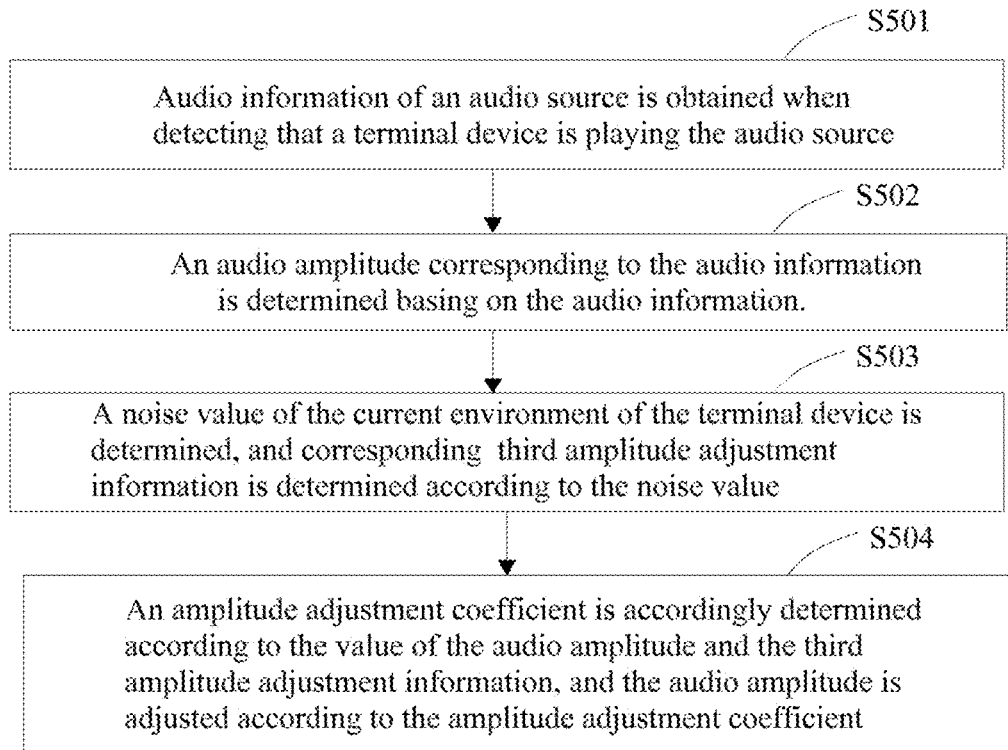 S501
Audio information of an audio source is obtained when
detecting that a terminal device is playing the audio source
S502
An audio amplitude corresponding to the audio information
is determined basing on the audio information.
S503
A noise value of the current environment of the terminal device is
determined, and corresponding third amplitude adjustment
information is determined according to the noise value
S504
An amplitude adjustment coefficient is accordingly determined
according to the value of the audio amplitude and the third
amplitude adjustment information, and the audio amplitude is
adjusted according to the amplitude adjustment coefficient